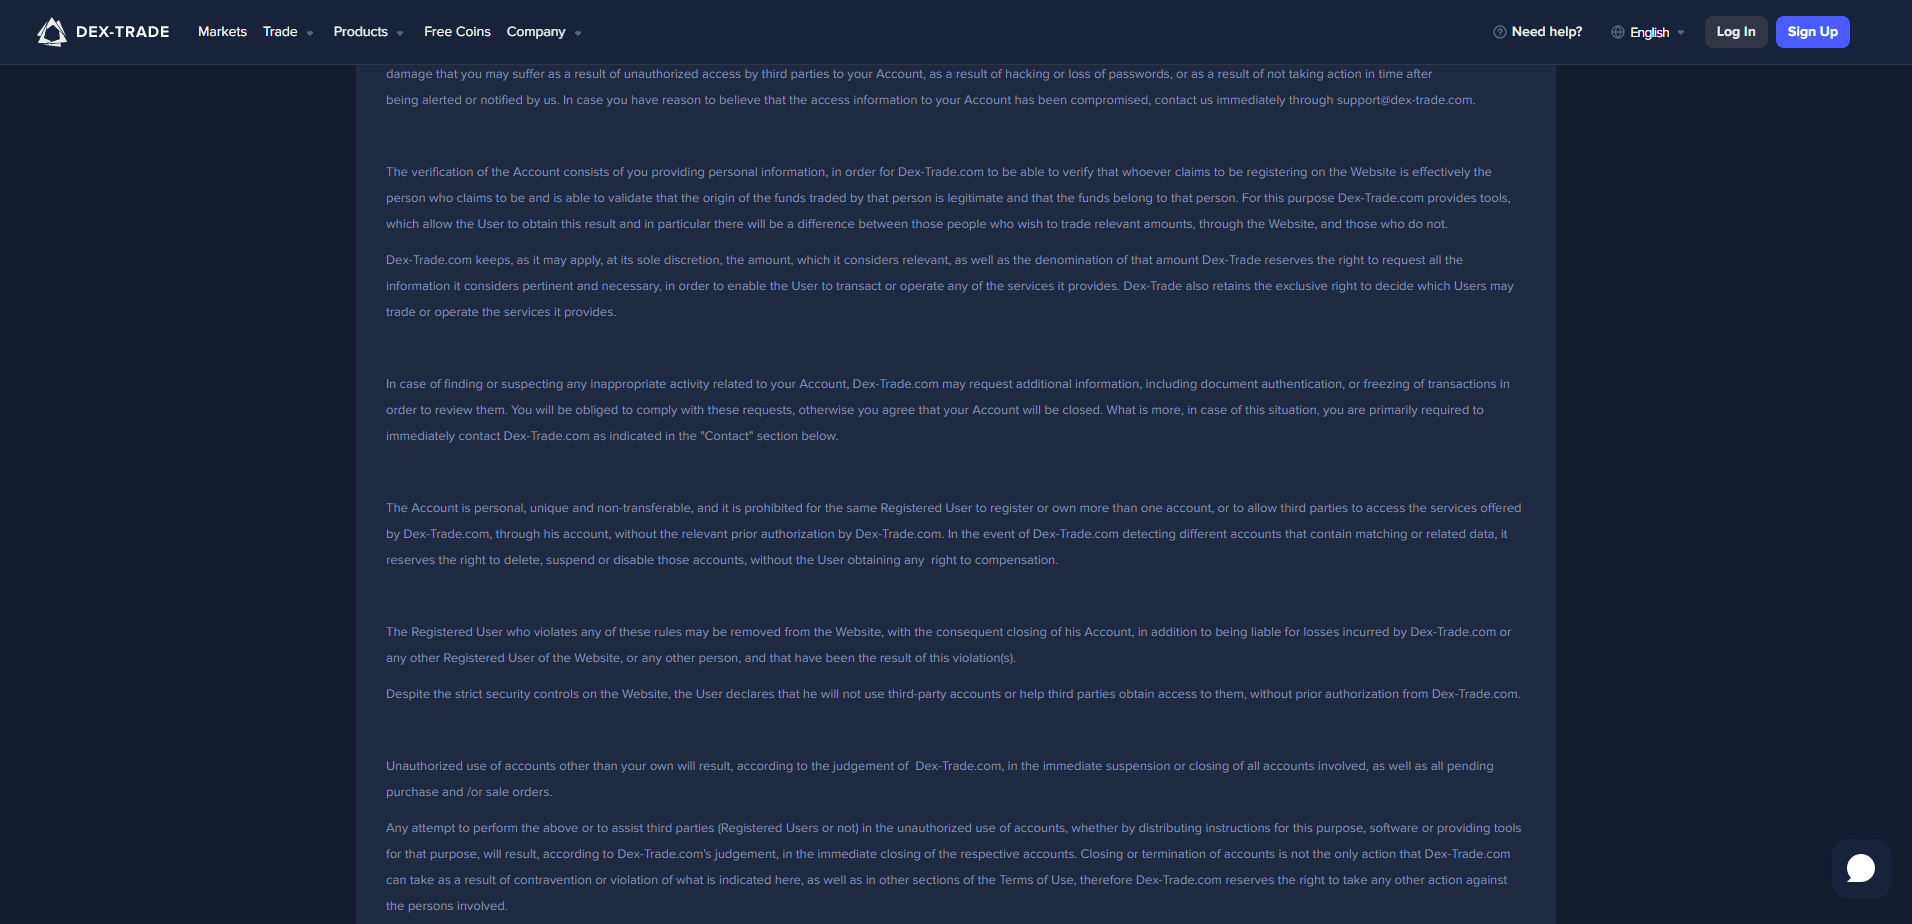 DEX-TRADE Markets Trade Products Free Coins Company Need help? English Log In Sign Up
damage that you may suffer as a result of unauthorized access by third parties to your Account, as a result of hacking or loss of passwords, or as a result of not taking action in time after
being alerted or notified by us. In case you have reason to believe that the access information to your Account has been compromised, contact us immediately through support@dex-trade.com.
The verification of the Account consists of you providing personal information, in order for Dex-Trade.com to be able to verify that whoever claims to be registering on the Website is effectively the
person who claims to be and is able to validate that the origin of the funds traded by that person is legitimate and that the funds belong to that person. For this purpose Dex-Trade.com provides tools,
which allow the User to obtain this result and in particular there will be a difference between those people who wish to trade relevant amounts, through the Website, and those who do not.
Dex-Trade.com keeps, as it may apply, at its sole discretion, the amount, which it considers relevant, as well as the denomination of that amount Dex-Trade reserves the right to request all the
information it considers pertinent and necessary, in order to enable the User to transact or operate any of the services it provides. Dex-Trade also retains the exclusive right to decide which Users may
trade or operate the services it provides.
In case of finding or suspecting any inappropriate activity related to your Account, Dex-Trade.com may request additional information, including document authentication, or freezing of transactions in
order to review them. You will be obliged to comply with these requests, otherwise you agree that your Account will be closed. What is more, in case of this situation, you are primarily required to
immediately contact Dex-Trade.com as indicated in the "Contact" section below.
The Account is personal, unique and non-transferable, and it is prohibited for the same Registered User to register or own more than one account, or to allow third parties to access the services offered
by Dex-Trade.com, through his account, without the relevant prior authorization by Dex-Trade.com. In the event of Dex-Trade.com detecting different accounts that contain matching or related data, it
reserves the right to delete, suspend or disable those accounts, without the User obtaining any  right to compensation.
The Registered User who violates any of these rules may be removed from the Website, with the consequent closing of his Account, in addition to being liable for losses incurred by Dex-Trade.com or
any other Registered User of the Website, or any other person, and that have been the result of this violation(s).
Despite the strict security controls on the Website, the User declares that he will not use third-party accounts or help third parties obtain access to them, without prior authorization from Dex-Trade.com.
Unauthorized use of accounts other than your own will result, according to the judgement of  Dex-Trade.com, in the immediate suspension or closing of all accounts involved, as well as all pending
purchase and /or sale orders.
Any attempt to perform the above or to assist third parties (Registered Users or not) in the unauthorized use of accounts, whether by distributing instructions for this purpose, software or providing tools
for that purpose, will result, according to Dex-Trade.com's judgement, in the immediate closing of the respective accounts. Closing or termination of accounts is not the only action that Dex-Trade.com
can take as a result of contravention or violation of what is indicated here, as well as in other sections of the Terms of Use, therefore Dex-Trade.com reserves the right to take any other action against
the persons involved.